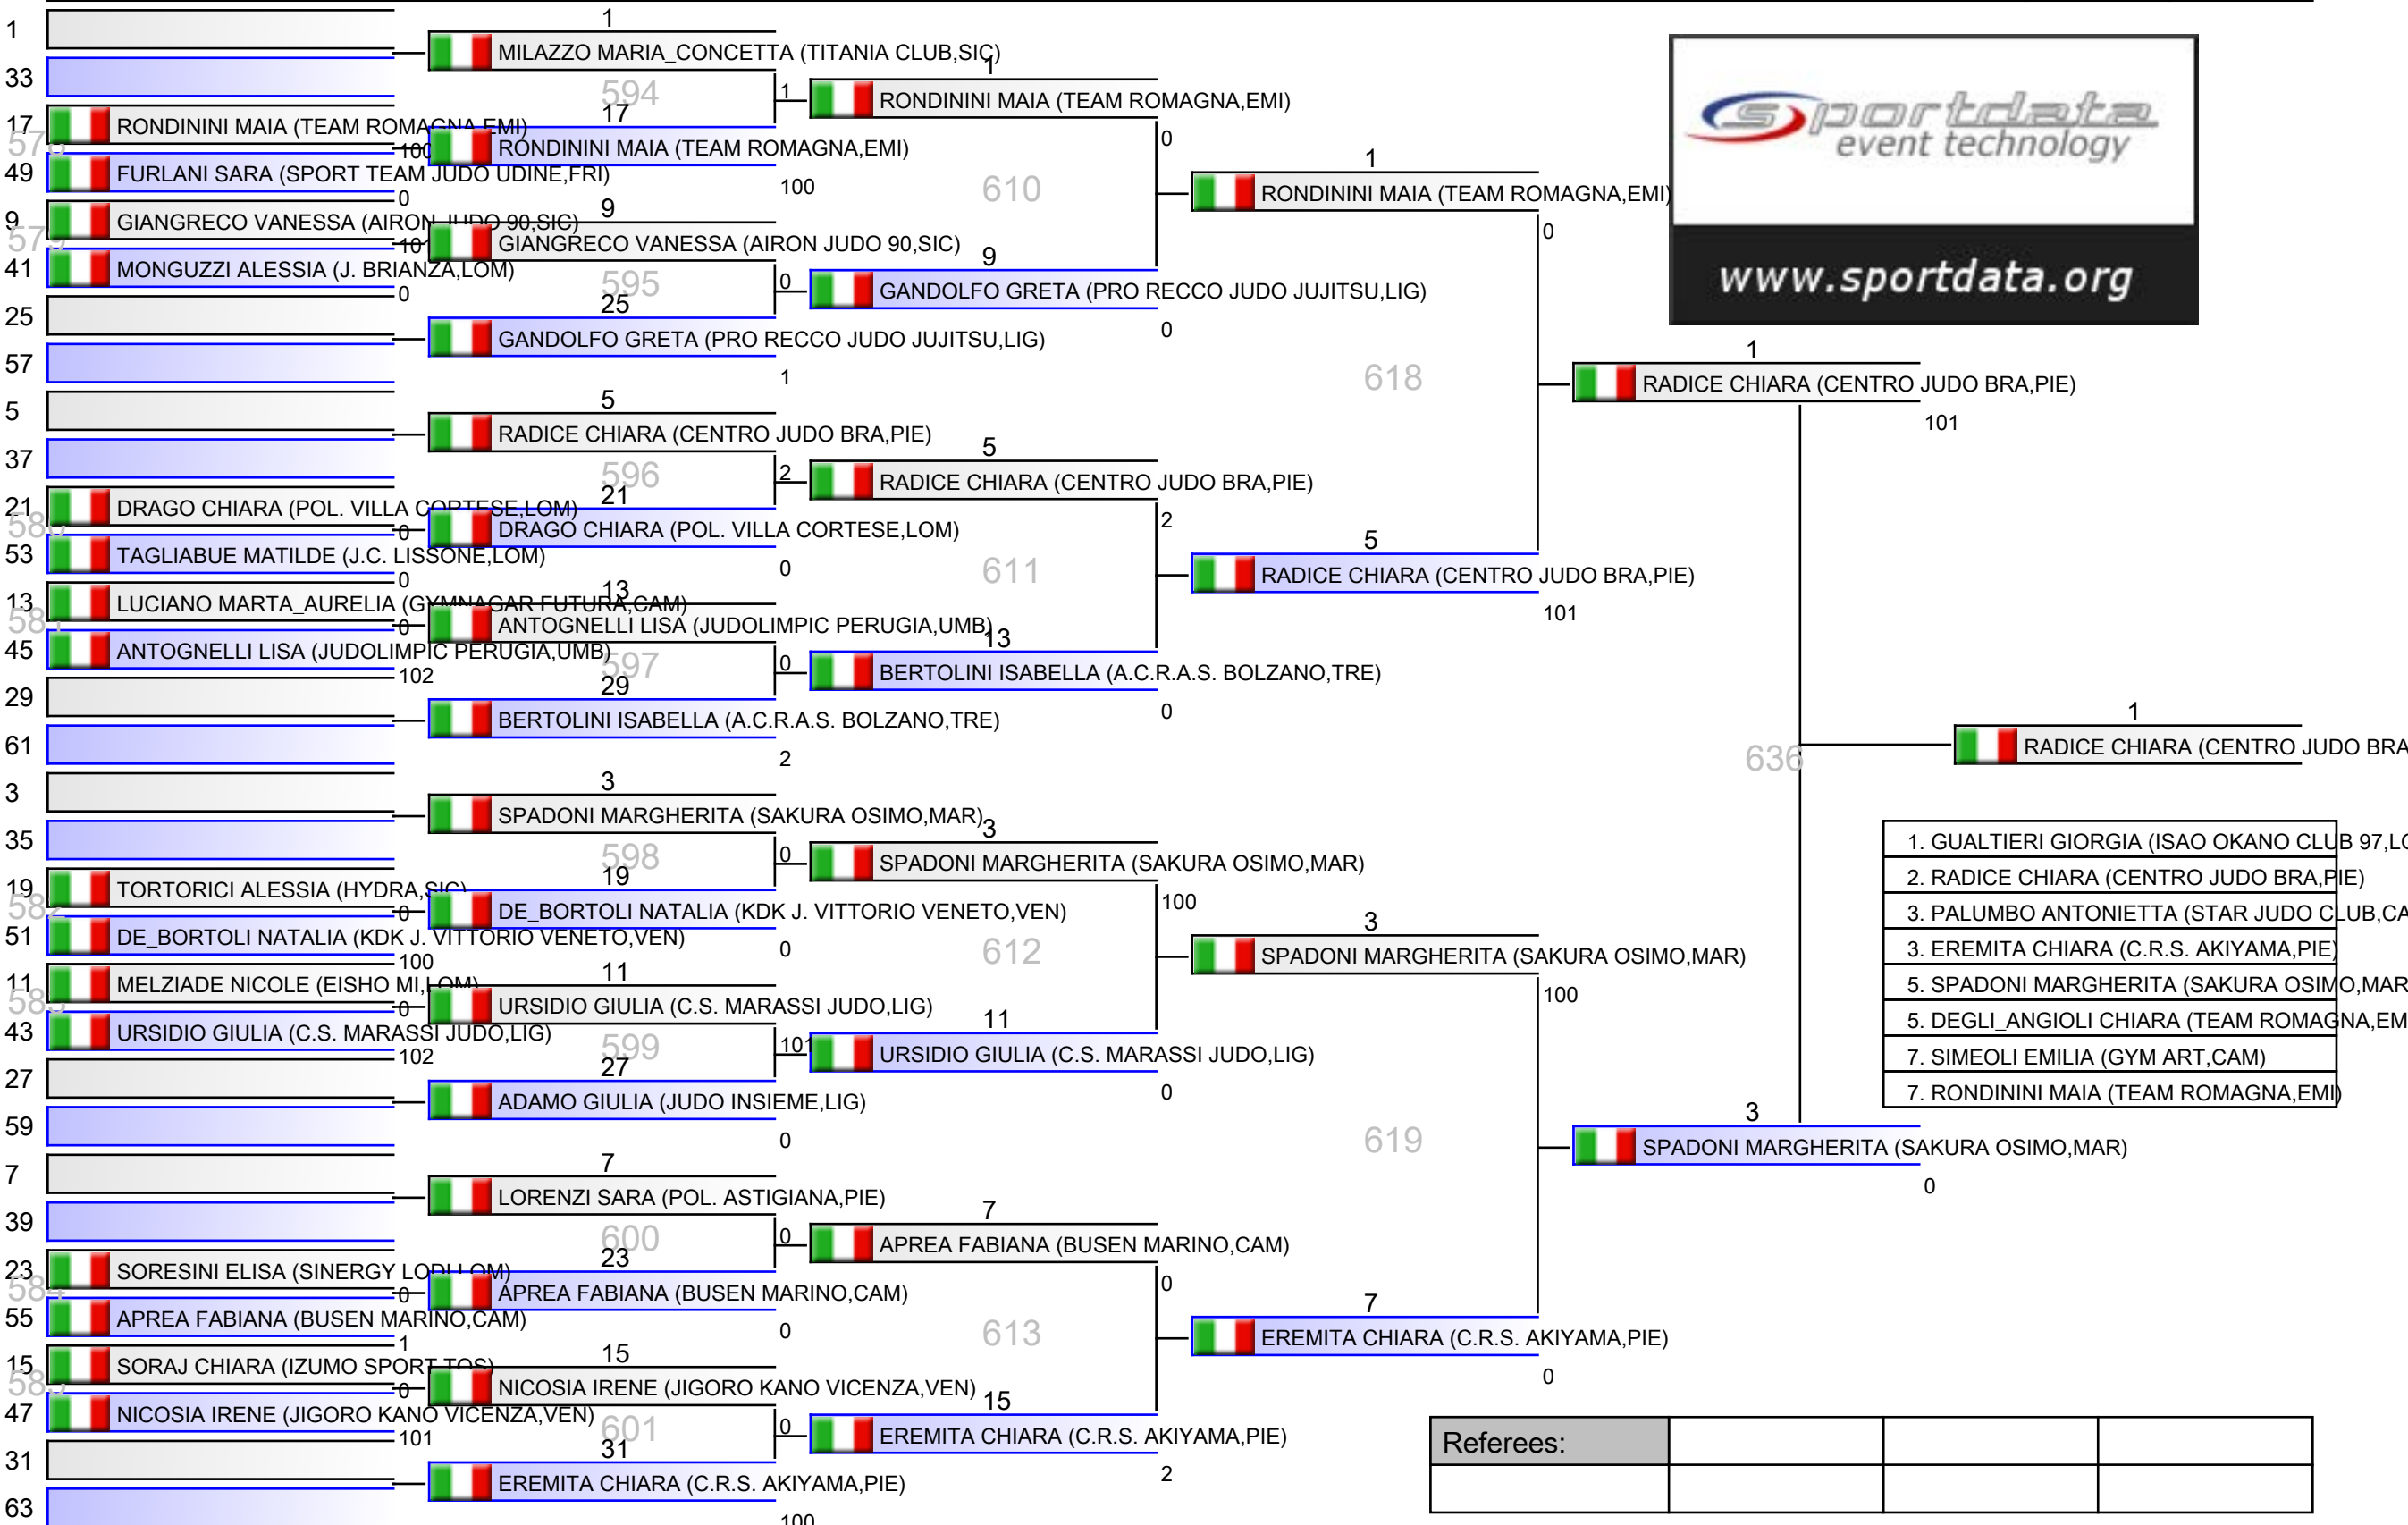 1
33
17
RONDININI MAIA (TEAM ROMAGNA,EMI)
100
49
FURLANI SARA (SPORT TEAM JUDO UDINE,FRI)
0
9
GIANGRECO VANESSA (AIRON JUDO 90,SIC)
579
101
41
MONGUZZI ALESSIA (J. BRIANZA,LOM)
0
25
57
5
37
21
DRAGO CHIARA (POL. VILLA CORTESE,LOM)
0
53
TAGLIABUE MATILDE (J.C. LISSONE,LOM)
0
13
LUCIANO MARTA_AURELIA (GYMNAGAR FUTURA,CAM)
0
45
ANTOGNELLI LISA (JUDOLIMPIC PERUGIA,UMB)
102
29
61
3
35
19
TORTORICI ALESSIA (HYDRA,SIC)
582
0
51
DE_BORTOLI NATALIA (KDK J. VITTORIO VENETO,VEN)
100
11
MELZIADE NICOLE (EISHO MI,LOM)
0
43
URSIDIO GIULIA (C.S. MARASSI JUDO,LIG)
102
27
59
7
39
23
SORESINI ELISA (SINERGY LODI,LOM)
584
0
55
APREA FABIANA (BUSEN MARINO,CAM)
1
15
SORAJ CHIARA (IZUMO SPORT,TOS)
0
47
NICOSIA IRENE (JIGORO KANO VICENZA,VEN)
101
31
63
1
MILAZZO MARIA_CONCETTA (TITANIA CLUB,SIC)
594
1
17
RONDININI MAIA (TEAM ROMAGNA,EMI)
100
9
GIANGRECO VANESSA (AIRON JUDO 90,SIC)
595
0
25
GANDOLFO GRETA (PRO RECCO JUDO JUJITSU,LIG)
1
5
RADICE CHIARA (CENTRO JUDO BRA,PIE)
596
2
21
DRAGO CHIARA (POL. VILLA CORTESE,LOM)
0
13
ANTOGNELLI LISA (JUDOLIMPIC PERUGIA,UMB)
597
0
29
BERTOLINI ISABELLA (A.C.R.A.S. BOLZANO,TRE)
2
3
SPADONI MARGHERITA (SAKURA OSIMO,MAR)
598
0
19
DE_BORTOLI NATALIA (KDK J. VITTORIO VENETO,VEN)
0
11
URSIDIO GIULIA (C.S. MARASSI JUDO,LIG)
599
101
27
ADAMO GIULIA (JUDO INSIEME,LIG)
0
7
LORENZI SARA (POL. ASTIGIANA,PIE)
600
0
23
APREA FABIANA (BUSEN MARINO,CAM)
0
15
NICOSIA IRENE (JIGORO KANO VICENZA,VEN)
601
0
31
EREMITA CHIARA (C.R.S. AKIYAMA,PIE)
100
1
RONDININI MAIA (TEAM ROMAGNA,EMI)
0
610
9
GANDOLFO GRETA (PRO RECCO JUDO JUJITSU,LIG)
0
5
RADICE CHIARA (CENTRO JUDO BRA,PIE)
2
611
13
BERTOLINI ISABELLA (A.C.R.A.S. BOLZANO,TRE)
0
3
SPADONI MARGHERITA (SAKURA OSIMO,MAR)
100
612
11
URSIDIO GIULIA (C.S. MARASSI JUDO,LIG)
0
7
APREA FABIANA (BUSEN MARINO,CAM)
0
613
15
EREMITA CHIARA (C.R.S. AKIYAMA,PIE)
2
1
RONDININI MAIA (TEAM ROMAGNA,EMI)
0
618
5
RADICE CHIARA (CENTRO JUDO BRA,PIE)
101
3
SPADONI MARGHERITA (SAKURA OSIMO,MAR)
100
619
7
EREMITA CHIARA (C.R.S. AKIYAMA,PIE)
0
sportdata
event technology
www.sportdata.org
1
RADICE CHIARA (CENTRO JUDO BRA,PIE)
101
636
3
SPADONI MARGHERITA (SAKURA OSIMO,MAR)
0
1
RADICE CHIARA (CENTRO JUDO BRA
1. GUALTIERI GIORGIA (ISAO OKANO CLUB 97,LO
2. RADICE CHIARA (CENTRO JUDO BRA,PIE)
3. PALUMBO ANTONIETTA (STAR JUDO CLUB,CA
3. EREMITA CHIARA (C.R.S. AKIYAMA,PIE)
5. SPADONI MARGHERITA (SAKURA OSIMO,MAR
5. DEGLI_ANGIOLI CHIARA (TEAM ROMAGNA,EM
7. SIMEOLI EMILIA (GYM ART,CAM)
7. RONDININI MAIA (TEAM ROMAGNA,EMI)
Referees: